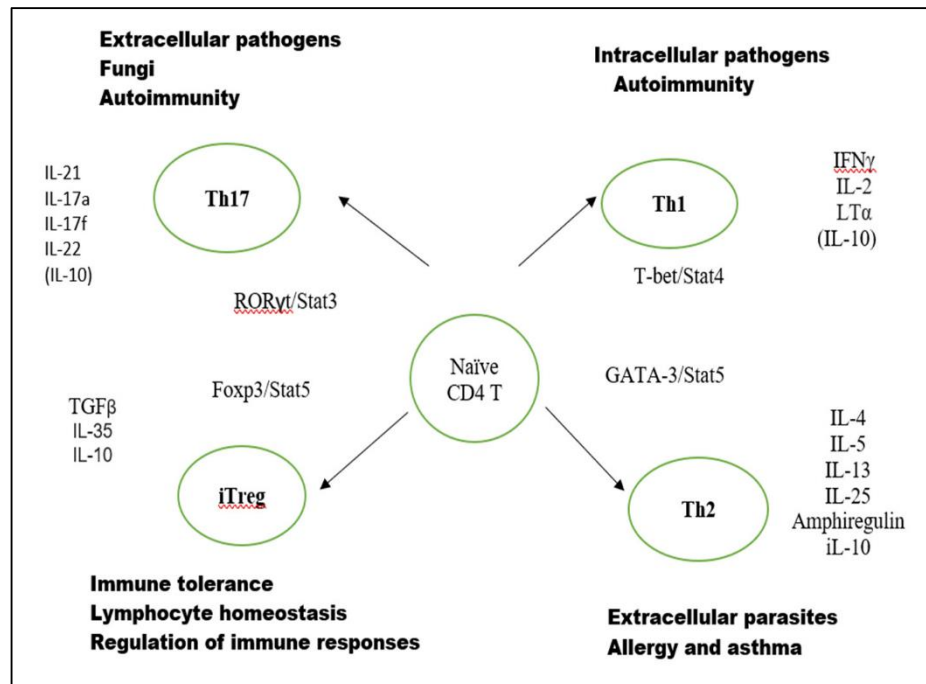 Extracellular pathogens
Fungi
Autoimmunity
Intracellular pathogens
Autoimmunity
IL-21
IL-17a
IL-17f
IL-22
(IL-10)
Th17
Th1
IFNγ
IL-2
LTα
(IL-10)
RORγt/Stat3
T-bet/Stat4
Naïve
CD4 T
Foxp3/Stat5
GATA-3/Stat5
TGFβ
IL-35
IL-10
iTreg
Th2
IL-4
IL-5
IL-13
IL-25
Amphiregulin
iL-10
Immune tolerance
Lymphocyte homeostasis
Regulation of immune responses
Extracellular parasites
Allergy and asthma